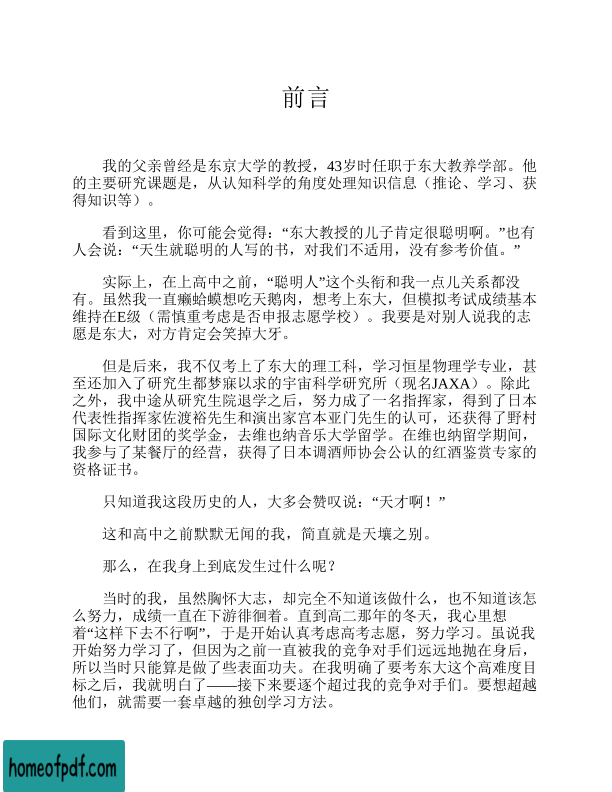 前言
我的父亲曾经是东京大学的教授，43岁时任职于东大教养学部。他
的主要研究课题是，从认知科学的角度处理知识信息（推论、学习、获
得知识等）。
看到这里，你可能会觉得：“东大教授的儿子肯定很聪明啊。”也有
人会说：“天生就聪明的人写的书，对我们不适用，没有参考价值。”
实际上，在上高中之前，“聪明人”这个头衔和我一点儿关系都没
有。虽然我一直癞蛤蟆想吃天鹅肉，想考上东大，但模拟考试成绩基本
维持在E级（需慎重考虑是否申报志愿学校）。我要是对别人说我的志
愿是东大，对方肯定会笑掉大牙。
但是后来，我不仅考上了东大的理工科，学习恒星物理学专业，甚
至还加入了研究生都梦寐以求的宇宙科学研究所（现名JAXA）。除此
之外，我中途从研究生院退学之后，努力成了一名指挥家，得到了日本
代表性指挥家佐渡裕先生和演出家宫本亚门先生的认可，还获得了野村
国际文化财团的奖学金，去维也纳音乐大学留学。在维也纳留学期间，
我参与了某餐厅的经营，获得了日本调酒师协会公认的红酒鉴赏专家的
资格证书。
只知道我这段历史的人，大多会赞叹说：“天才啊！”
这和高中之前默默无闻的我，简直就是天壤之别。
那么，在我身上到底发生过什么呢？
当时的我，虽然胸怀大志，却完全不知道该做什么，也不知道该怎
么努力，成绩一直在下游徘徊着。直到高二那年的冬天，我心里想
着“这样下去不行啊”，于是开始认真考虑高考志愿，努力学习。虽说我
开始努力学习了，但因为之前一直被我的竞争对手们远远地抛在身后，
所以当时只能算是做了些表面功夫。在我明确了要考东大这个高难度目
标之后，我就明白了——接下来要逐个超过我的竞争对手们。要想超越
他们，就需要一套卓越的独创学习方法。
homeofpdf.com